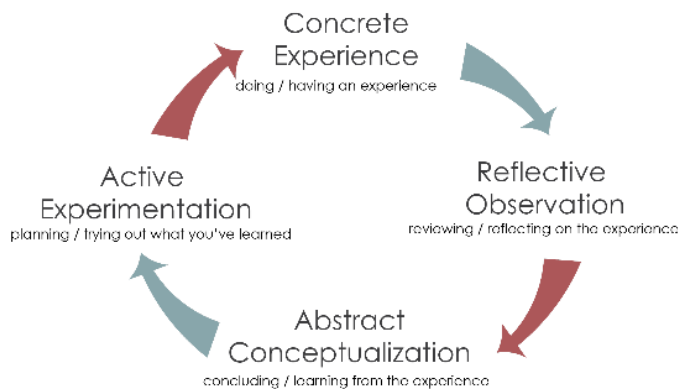 Concrete
Experience
doing / having an experience
Reflective
Observation
reviewing / reflecting on the experience
Abstract
Conceptualization
concluding / learning from the experience
Active
Experimentation
planning / trying out what you've learned